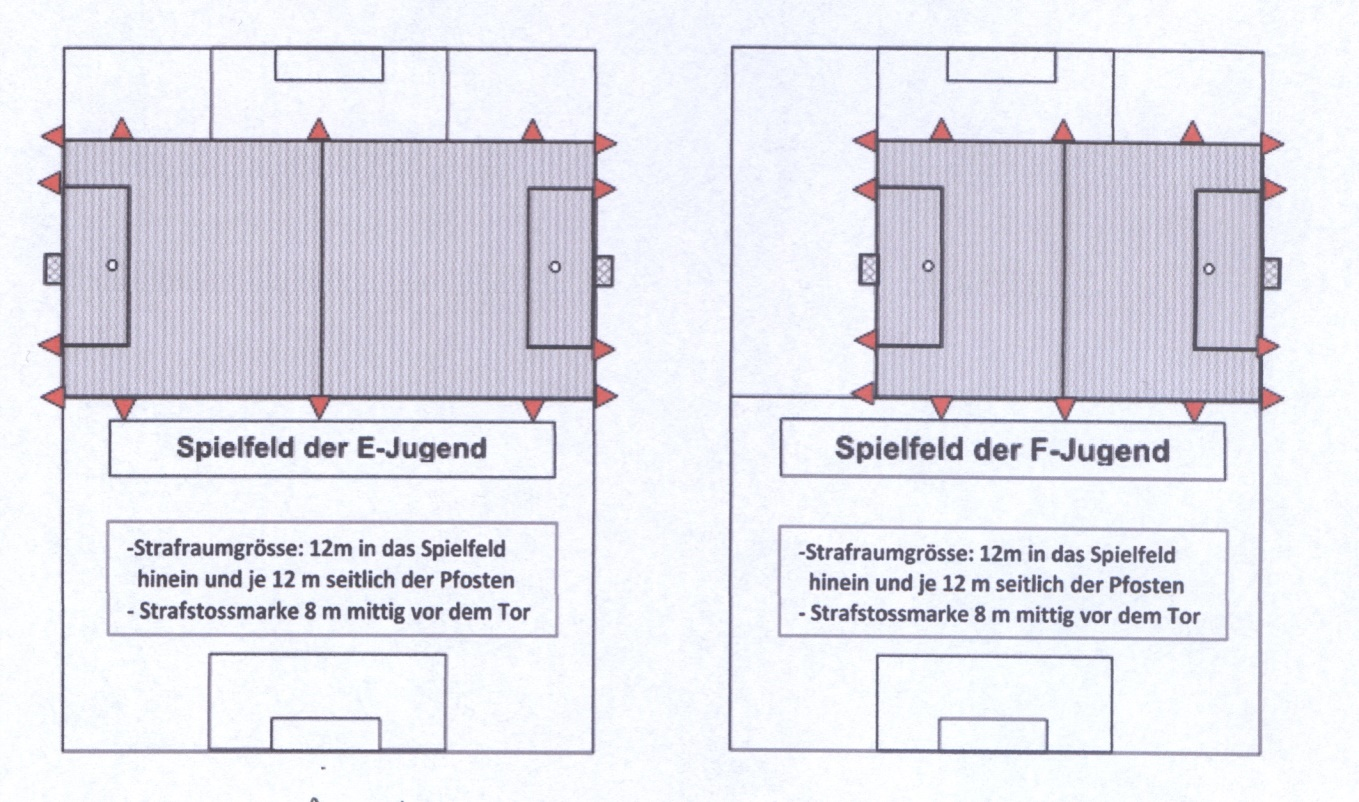 Spielfeld der E-Jugend
-Strafraumgrösse: 12m in das Spielfeld
hinein und je 12 m seitlich der Pfosten
- Strafstossmarke 8 m mittig vor dem Tor
Spielfeld der F-Jugend
-Strafraumgrösse: 12m in das Spielfeld
hinein und je 12 m seitlich der Pfosten
- Strafstossmarke 8 m mittig vor dem Tor